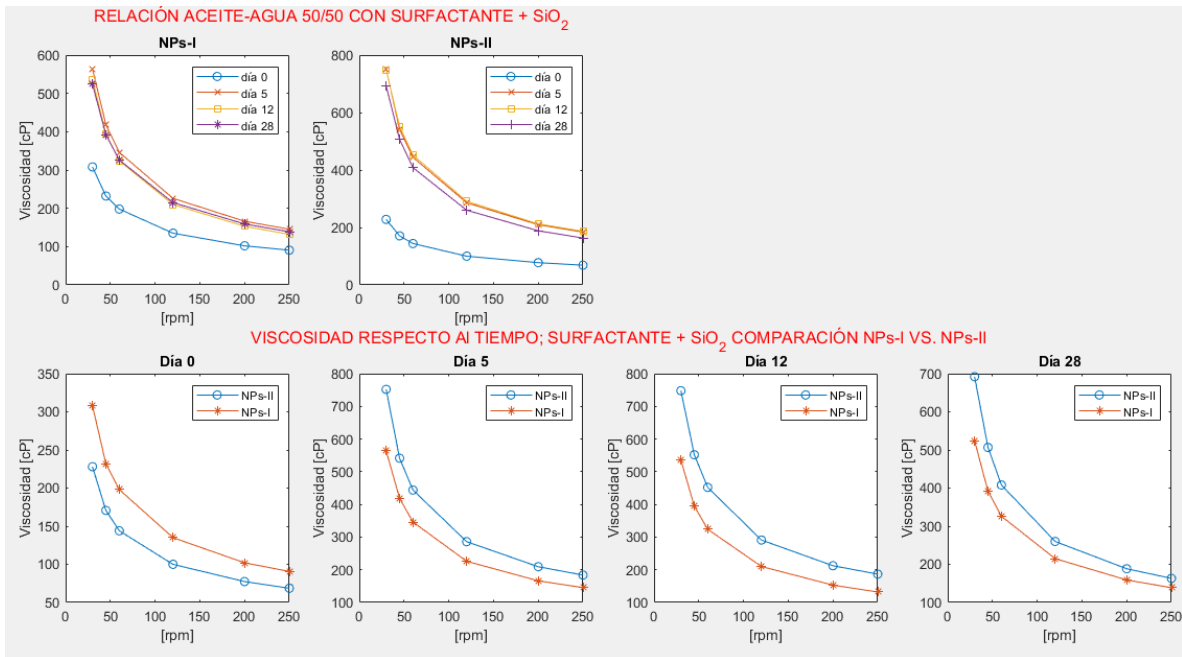 RELACIÓN ACEITE-AGUA 50/50 CON SURFACTANTE + SiO2
NPs-I
NPs-II
600
500
400
300
200
100
0
Viscosidad [cP]
día 0
día 5
día 12
día 28
0 50 100 150 200 250
[rpm]
800
600
400
200
0
Viscosidad [cP]
día 0
día 5
día 12
día 28
0 50 100 150 200 250
[rpm]
VISCOSIDAD RESPECTO Al TIEMPO; SURFACTANTE + SiO2 COMPARACIÓN NPs-I VS. NPs-II
Día 0
350
300
250
200
150
100
50
Viscosidad [cP]
NPs-II
NPs-I
0 50 100 150 200 250
[rpm]
Día 5
800
700
600
500
400
300
200
100
Viscosidad [cP]
NPs-II
NPs-I
0 50 100 150 200 250
[rpm]
Día 12
800
700
600
500
400
300
200
100
Viscosidad [cP]
NPs-II
NPs-I
0 50 100 150 200 250
[rpm]
Día 28
700
600
500
400
300
200
100
Viscosidad [cP]
NPs-II
NPs-I
0 50 100 150 200 250
[rpm]